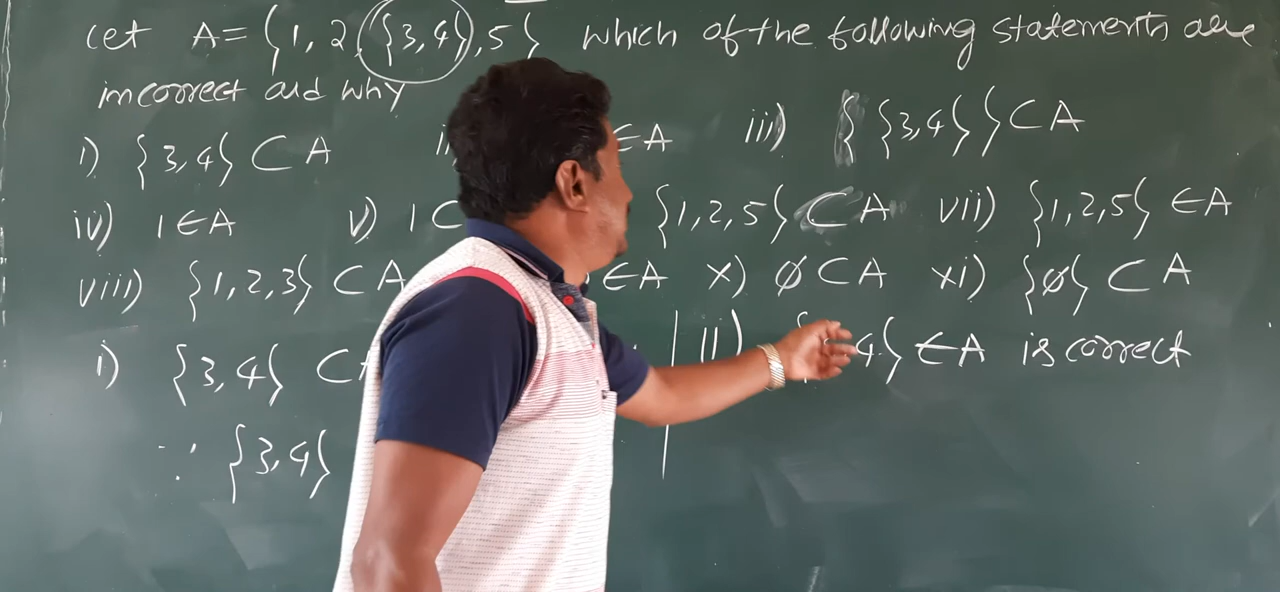 Let A = {1, 2, {3, 4}, 5} which of the following statements are
incorrect and why
i) {3, 4} ⊂ A ∈ A iii) { {3, 4} } ⊂ A
iv) 1 ∈ A v) 1 ⊂ {1, 2, 5} ⊂ A vii) {1, 2, 5} ∈ A
viii) {1, 2, 3} ⊂ A ∈ A x) ∅ ⊂ A xi) {∅} ⊂ A
i) {3, 4} ⊂ A ii) 4} ∈ A is correct
∵ {3, 4}